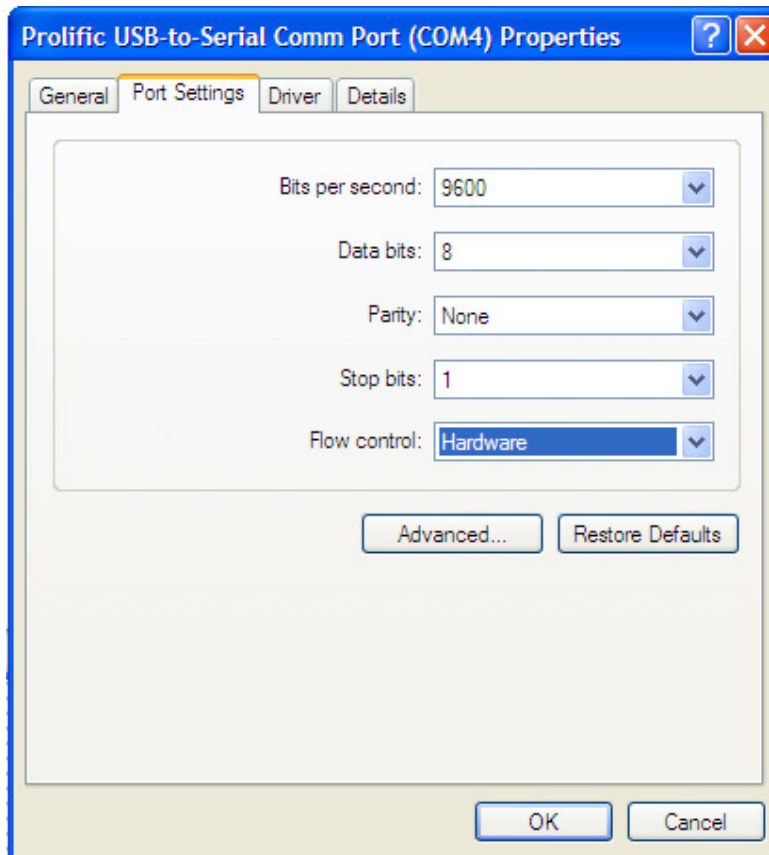 Prolific USB-to-Serial Comm Port (COM4) Properties
General Port Settings Driver Details
Bits per second: 9600
Data bits: 8
Parity: None
Stop bits: 1
Flow control: Hardware
Advanced... Restore Defaults
OK Cancel